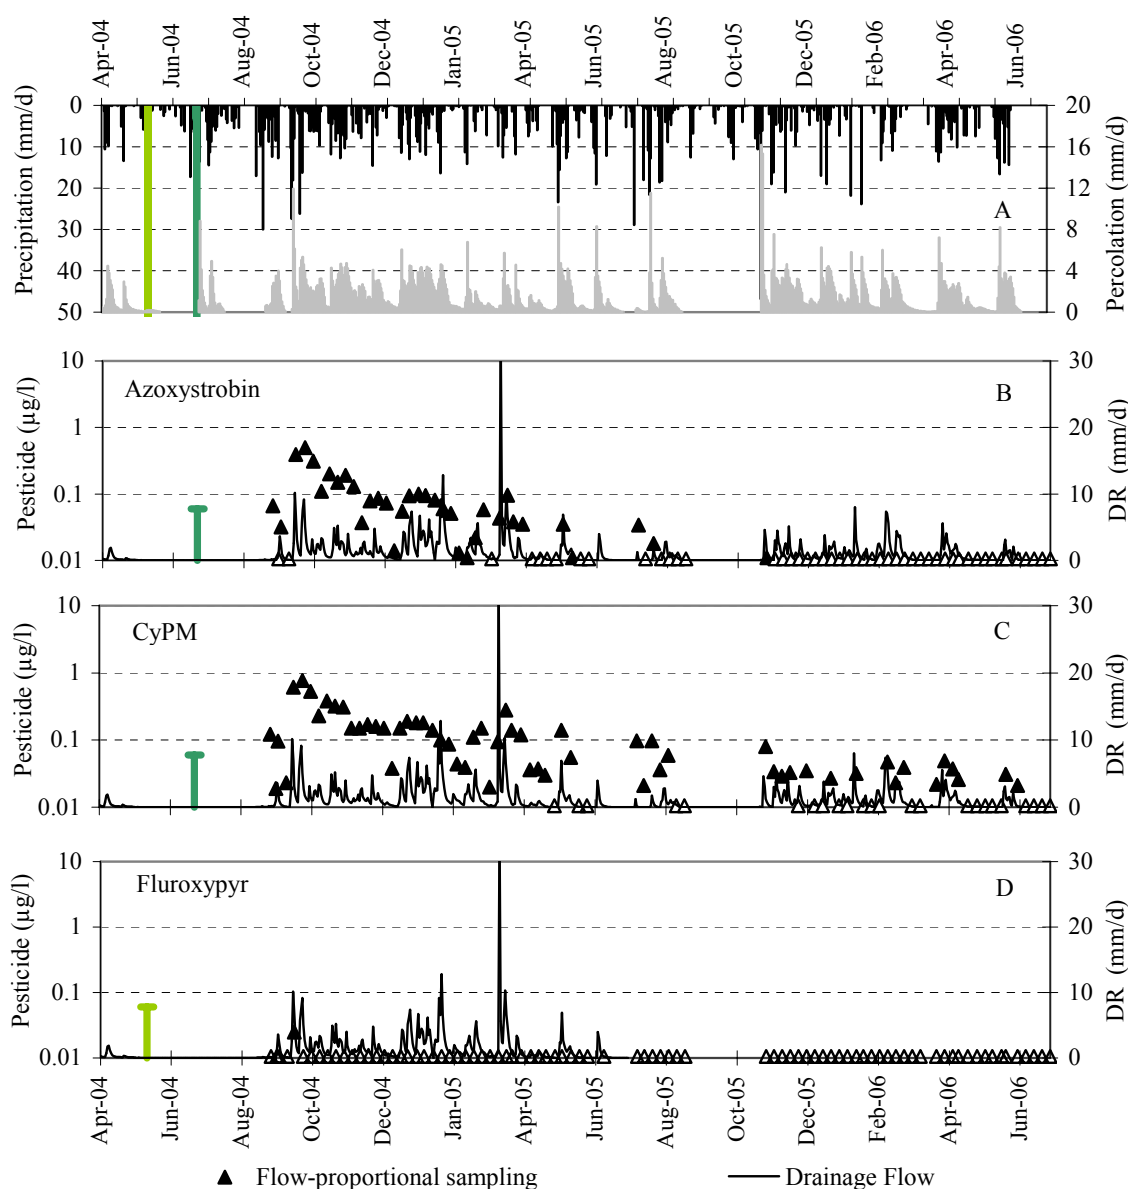 Apr-04 Jun-04 Aug-04 Oct-04 Dec-04 Jan-05 Apr-05 Jun-05 Aug-05 Oct-05 Dec-05 Feb-06 Apr-06 Jun-06
Precipitation (mm/d)
0
10
20
30
40
50
A
20
16
12
8
4
0
Percolation (mm/d)
Pesticide (µg/l)
10
1
0.1
0.01
Azoxystrobin
B
30
20
10
0
DR (mm/d)
Pesticide (µg/l)
10
1
0.1
0.01
CyPM
C
30
20
10
0
DR (mm/d)
Pesticide (µg/l)
10
1
0.1
0.01
Fluroxypyr
D
30
20
10
0
DR (mm/d)
Apr-04 Jun-04 Aug-04 Oct-04 Dec-04 Jan-05 Apr-05 Jun-05 Aug-05 Oct-05 Dec-05 Feb-06 Apr-06 Jun-06
Flow-proportional sampling
Drainage Flow